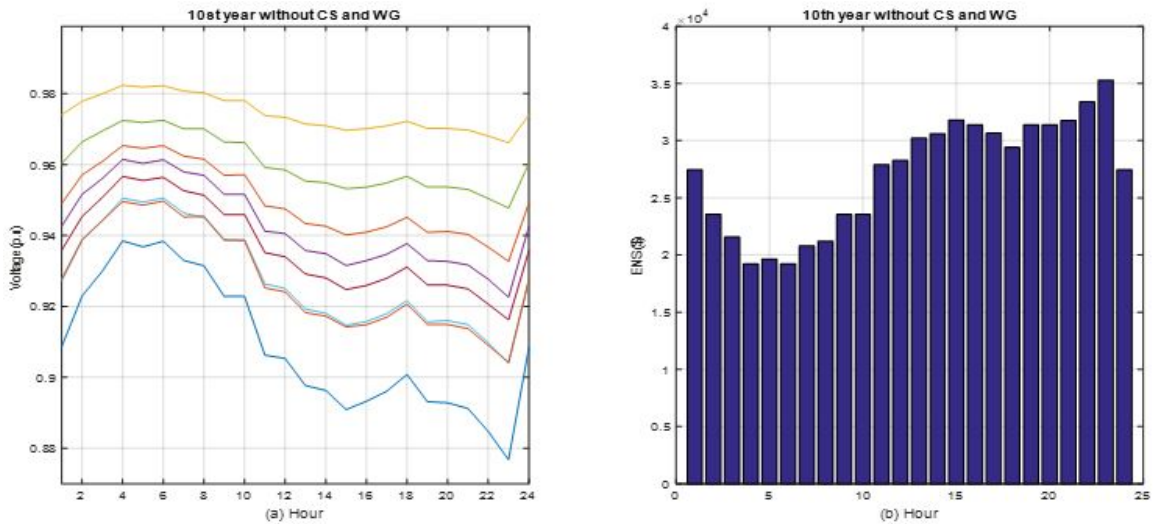 10st year without CS and WG
0.98
0.96
0.94
0.92
0.9
0.88
Voltage(p.u)
2 4 6 8 10 12 14 16 18 20 22 24
(a) Hour
10th year without CS and WG
×10⁴
4
3.5
3
2.5
2
1.5
1
0.5
0
ENS($)
0 5 10 15 20 25
(b) Hour